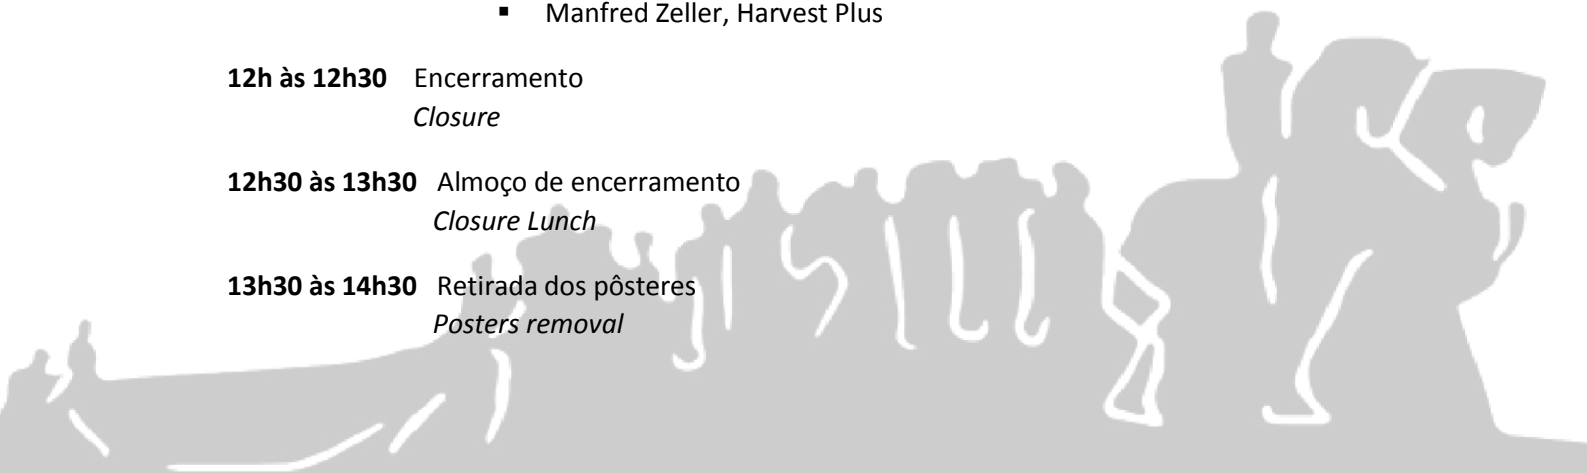 ▪ Manfred Zeller, Harvest Plus
12h às 12h30 Encerramento
Closure
12h30 às 13h30 Almoço de encerramento
Closure Lunch
13h30 às 14h30 Retirada dos pôsteres
Posters removal